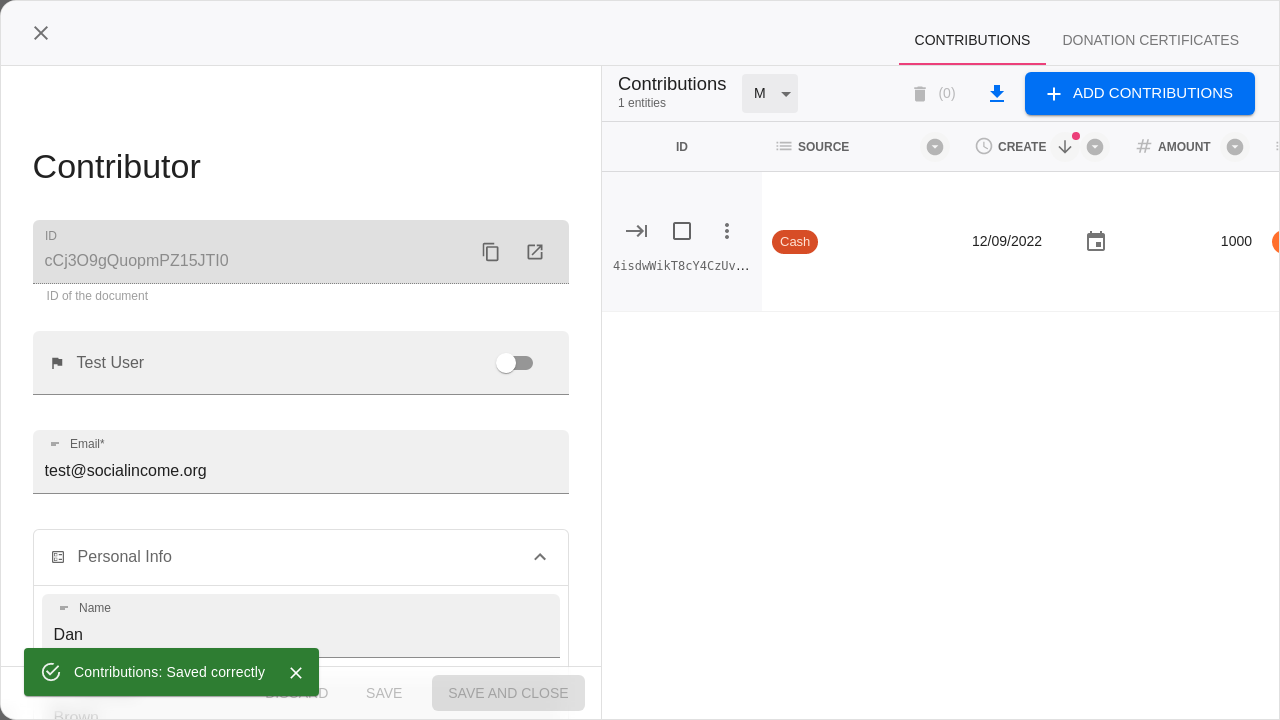 CONTRIBUTIONS
DONATION CERTIFICATES
Contributor
ID
cCj3O9gQuopmPZ15JTI0
ID of the document
Test User
Email*
test@socialincome.org
Personal Info
Name
Dan
Brown
Contributions: Saved correctly
SAVE
SAVE AND CLOSE
Contributions
1 entities
M
(0)
ADD CONTRIBUTIONS
ID
SOURCE
CREATE
AMOUNT
Cash
12/09/2022
1000
4isdwWikT8cY4CzUv...